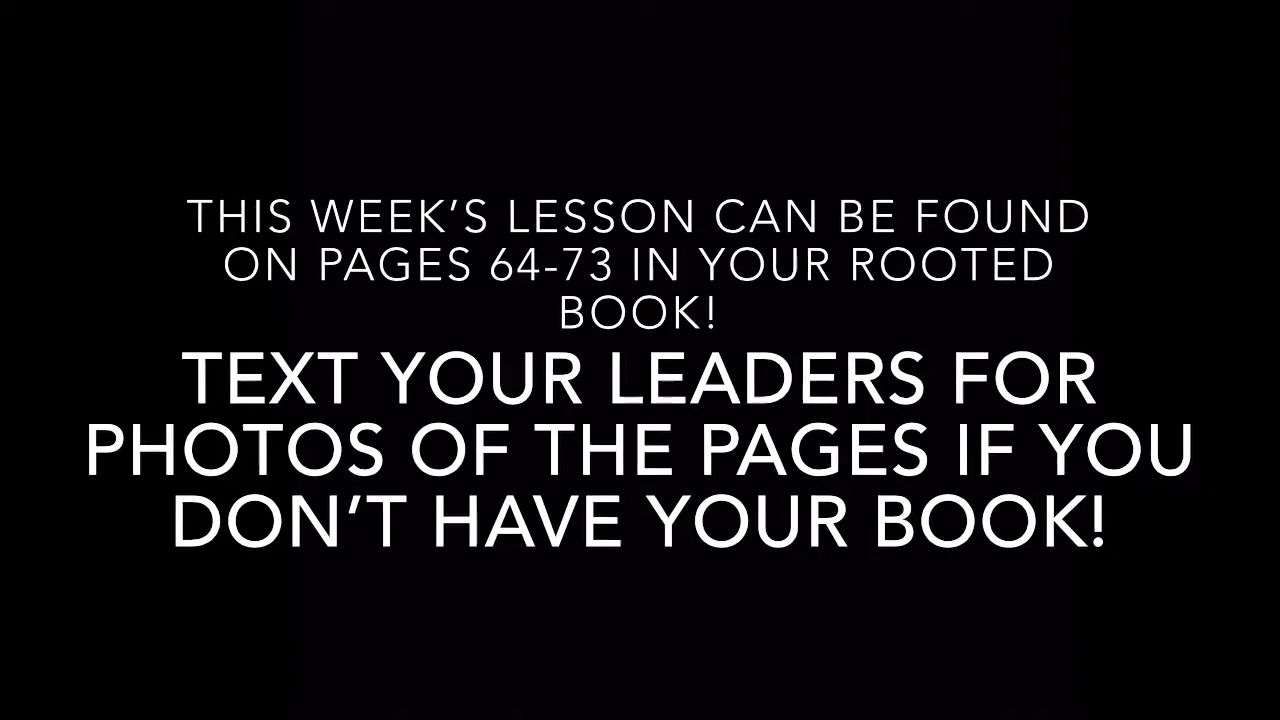 THIS WEEK’S LESSON CAN BE FOUND
ON PAGES 64-73 IN YOUR ROOTED
BOOK!
TEXT YOUR LEADERS FOR
PHOTOS OF THE PAGES IF YOU
DON’T HAVE YOUR BOOK!